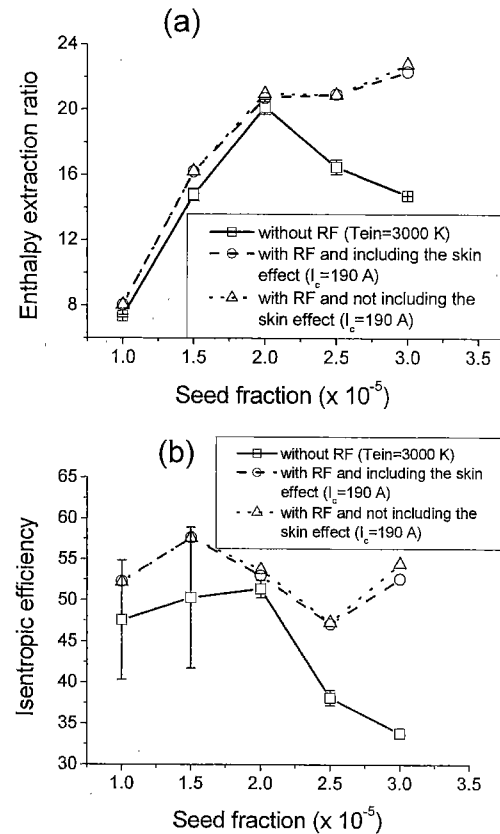 (a)
24
20
16
12
8
Enthalpy extraction ratio
without RF (Tein=3000 K)
with RF and including the skin
effect (I_c=190 A)
with RF and not including the
skin effect (I_c=190 A)
1.0 1.5 2.0 2.5 3.0 3.5
Seed fraction (x 10^-5)
(b)
without RF (Tein=3000 K)
with RF and including the skin
effect (I_c=190 A)
with RF and not including the
skin effect (I_c=190 A)
65
60
55
50
45
40
35
30
Isentropic efficiency
1.0 1.5 2.0 2.5 3.0 3.5
Seed fraction (x 10^-5)